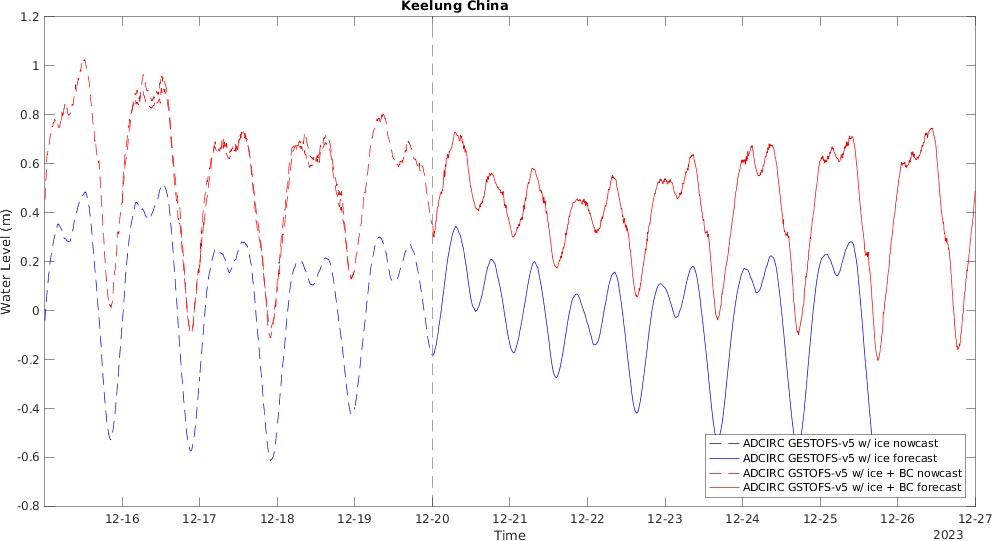 Keelung China
1.2
1
0.8
0.6
0.4
0.2
0
-0.2
-0.4
-0.6
-0.8
Water Level (m)
ADCIRC GESTOFS-v5 w/ ice nowcast
ADCIRC GESTOFS-v5 w/ ice forecast
ADCIRC GSTOFS-v5 w/ ice + BC nowcast
ADCIRC GSTOFS-v5 w/ ice + BC forecast
12-16 12-17 12-18 12-19 12-20 12-21 12-22 12-23 12-24 12-25 12-26 12-27
Time
2023